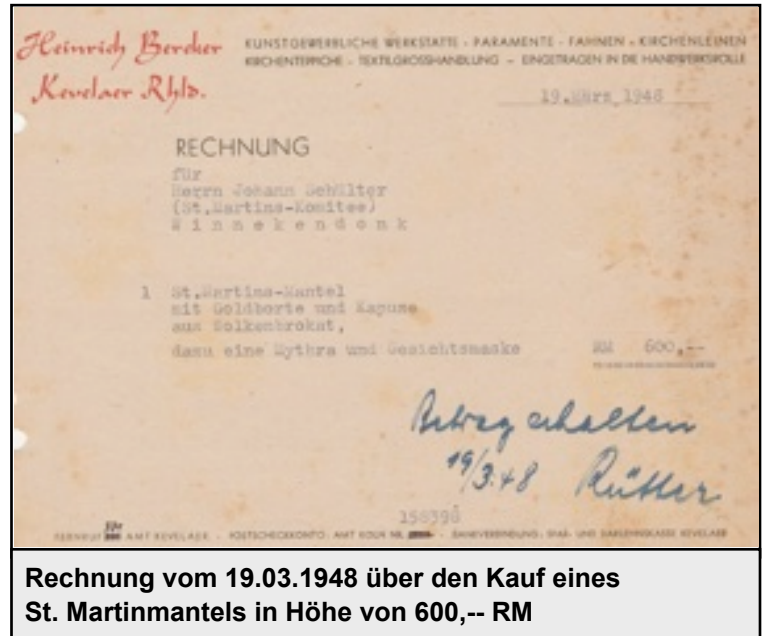 Heinrich Bercker
Kevelaer Rhld.
KUNSTGEWERBLICHE WERKSTÄTTE - PARAMENTE - FAHNEN - KIRCHENLEINEN
KIRCHENTEPPICHE - TEXTILGROSSHANDLUNG - EINGETRAGEN IN DIE HANDWERKSROLLE
19.März 1948
RECHNUNG
für
Herrn Johann
(St.Martins-Komitee)
Winnekendonk
1 St.Martins-Mantel
mit Goldborte und Kapuze
aus
dazu eine Mythra und Gesichtsmaske RM 600,--
Betrag erhalten
19/3.48 Rütter
158398
FERNRUF AMT KEVELAER - POSTSCHECKKONTO: AMT KÖLN NR. - BANKVERBINDUNG: SPAR- UND DARLEHNSKASSE KEVELAER
Rechnung vom 19.03.1948 über den Kauf eines
St. Martinmantels in Höhe von 600,-- RM